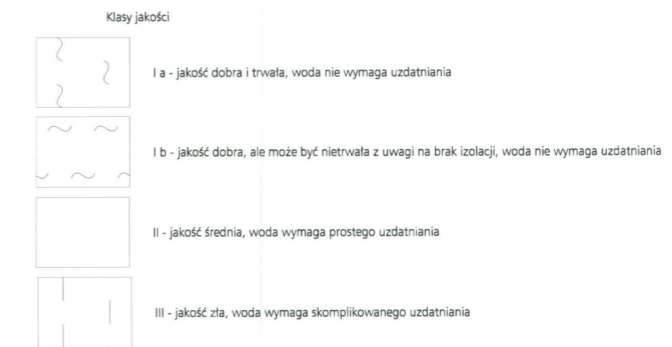 Klasy jakości
I a - jakość dobra i trwała, woda nie wymaga uzdatniania
I b - jakość dobra, ale może być nietrwała z uwagi na brak izolacji, woda nie wymaga uzdatniania
II - jakość średnia, woda wymaga prostego uzdatniania
III - jakość zła, woda wymaga skomplikowanego uzdatniania